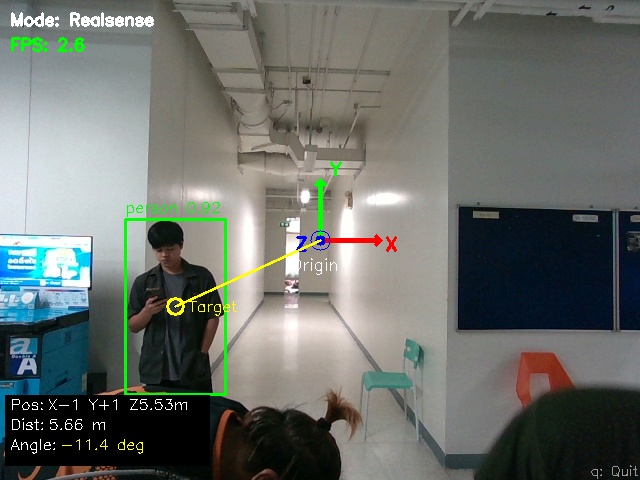 Mode: Realsense
FPS: 2.6
Y
person 0.92
Z
X
Origin
Target
a
A
Pos: X-1 Y+1 Z5.53m
Dist: 5.66 m
Angle: -11.4 deg
q: Quit